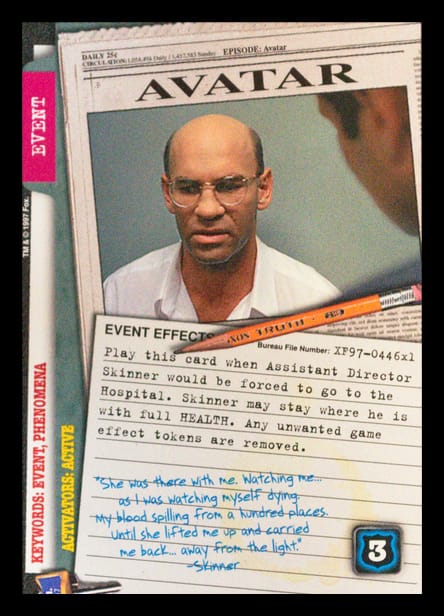 DAILY 25¢ EPISODE: Avatar
CIRCULATION: Daily Sunday
AVATAR
EVENT
TM & © 1997 Fox.
KEYWORDS: EVENT, PHENOMENA
ACTIVATORS: ACTIVE
TRUTH
EVENT EFFECTS
Bureau File Number: XF97-0446x1
Play this card when Assistant Director
Skinner would be forced to go to the
Hospital. Skinner may stay where he is
with full HEALTH. Any unwanted game
effect tokens are removed.
"She was there with me. Watching me...
as I was watching myself dying.
My blood spilling from a hundred places.
Until she lifted me up and carried
me back... away from the light."
-Skinner
3